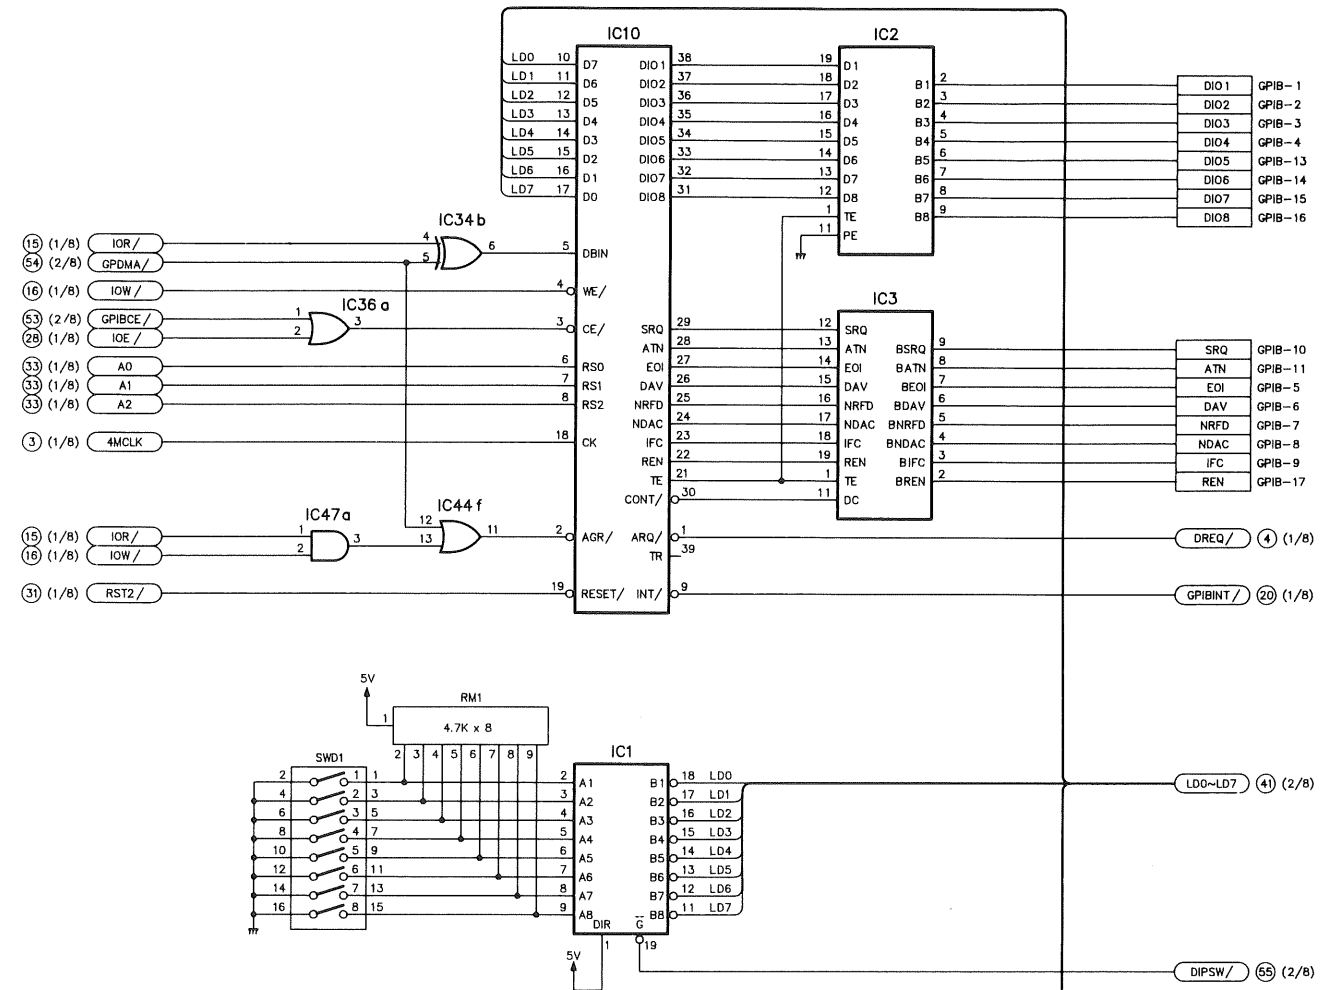 IC10 IC2
LD0 10 D7 DIO1 38 19 D1
LD1 11 D6 DIO2 37 18 D2 B1 2 DIO1 GPIB-1
LD2 12 D5 DIO3 36 17 D3 B2 3 DIO2 GPIB-2
LD3 13 D4 DIO4 35 16 D4 B3 4 DIO3 GPIB-3
LD4 14 D3 DIO5 34 15 D5 B4 5 DIO4 GPIB-4
LD5 15 D2 DIO6 33 14 D6 B5 6 DIO5 GPIB-13
LD6 16 D1 DIO7 32 13 D7 B6 7 DIO6 GPIB-14
LD7 17 D0 DIO8 31 12 D8 B7 8 DIO7 GPIB-15
1 TE B8 9 DIO8 GPIB-16
11 PE
IC34b
15 (1/8) IOR/ 4 6 5 DBIN
54 (2/8) GPDMA/ 5
16 (1/8) IOW/ 4 WE/
IC36a IC3
53 (2/8) GPIBCE/ 1 3 3 CE/ SRQ 29 12 SRQ
28 (1/8) IOE/ 2 ATN 28 13 ATN BSRQ 9 SRQ GPIB-10
33 (1/8) A0 6 RS0 EOI 27 14 EOI BATN 8 ATN GPIB-11
33 (1/8) A1 7 RS1 DAV 26 15 DAV BEOI 7 EOI GPIB-5
33 (1/8) A2 8 RS2 NRFD 25 16 NRFD BDAV 6 DAV GPIB-6
NDAC 24 17 NDAC BNRFD 5 NRFD GPIB-7
3 (1/8) 4MCLK 18 CK IFC 23 18 IFC BNDAC 4 NDAC GPIB-8
REN 22 19 REN BIFC 3 IFC GPIB-9
TE 21 1 TE BREN 2 REN GPIB-17
CONT/ 30 11 DC
IC47a IC44f
15 (1/8) IOR/ 1 3 12 13 11 2 AGR/ ARQ/ 1 DREQ/ 4 (1/8)
16 (1/8) IOW/ 2 TR 39
31 (1/8) RST2/ 19 RESET/ INT/ 9 GPIBINT/ 20 (1/8)
5V
1 RM1
4.7K x 8
2 3 4 5 6 7 8 9
SWD1 IC1
2 1 1 2 A1 B1 18 LD0 LD0~LD7 41 (2/8)
4 2 3 3 A2 B2 17 LD1
6 3 5 4 A3 B3 16 LD2
8 4 7 5 A4 B4 15 LD3
10 5 9 6 A5 B5 14 LD4
12 6 11 7 A6 B6 13 LD5
14 7 13 8 A7 B7 12 LD6
16 8 15 9 A8 B8 11 LD7
DIR G
1 19
5V
DIPSW/ 55 (2/8)